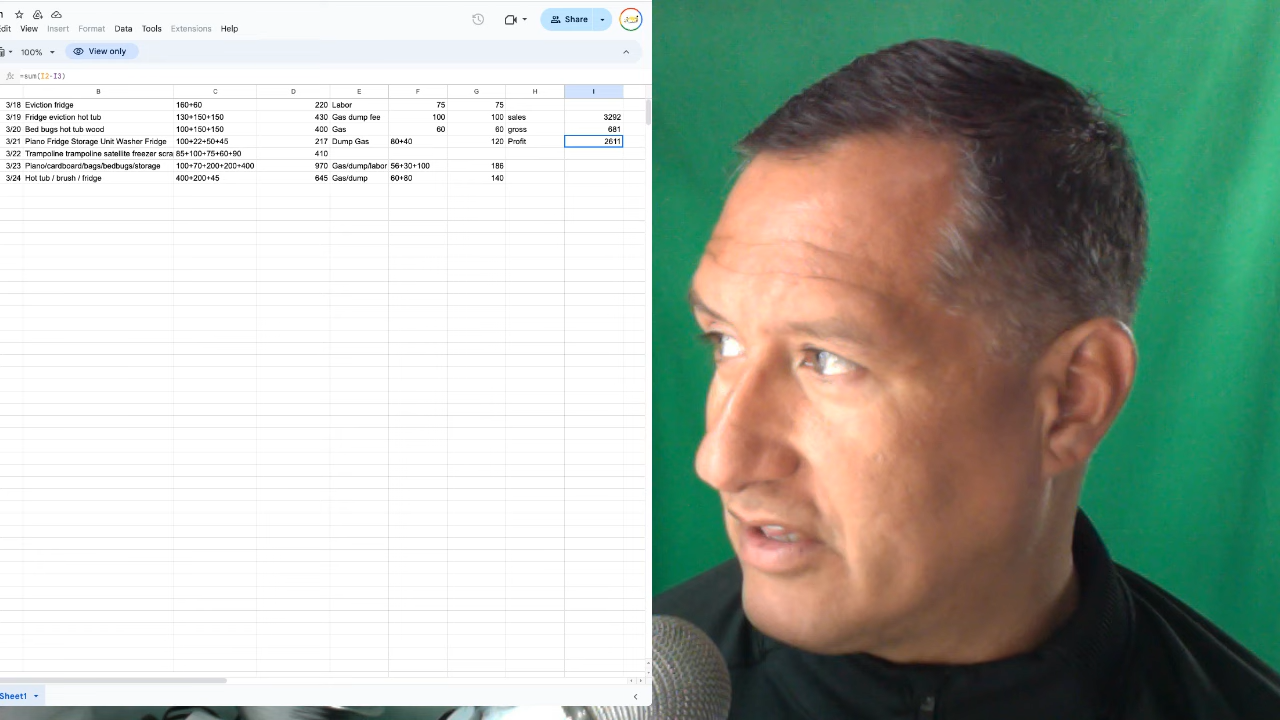 Edit View Insert Format Data Tools Extensions Help
Share
100% View only
fx =sum(I2-I3)
B C D E F G H I
3/18 Eviction fridge 160+60 220 Labor 75 75
3/19 Fridge eviction hot tub 130+150+150 430 Gas dump fee 100 100 sales 3292
3/20 Bed bugs hot tub wood 100+150+150 400 Gas 60 60 gross 681
3/21 Piano Fridge Storage Unit Washer Fridge 100+22+50+45 217 Dump Gas 80+40 120 Profit 2611
3/22 Trampoline trampoline satellite freezer scra 85+100+75+60+90 410
3/23 Piano/cardboard/bags/bedbugs/storage 100+70+200+200+400 970 Gas/dump/labor 56+30+100 186
3/24 Hot tub / brush / fridge 400+200+45 645 Gas/dump 60+80 140
Sheet1